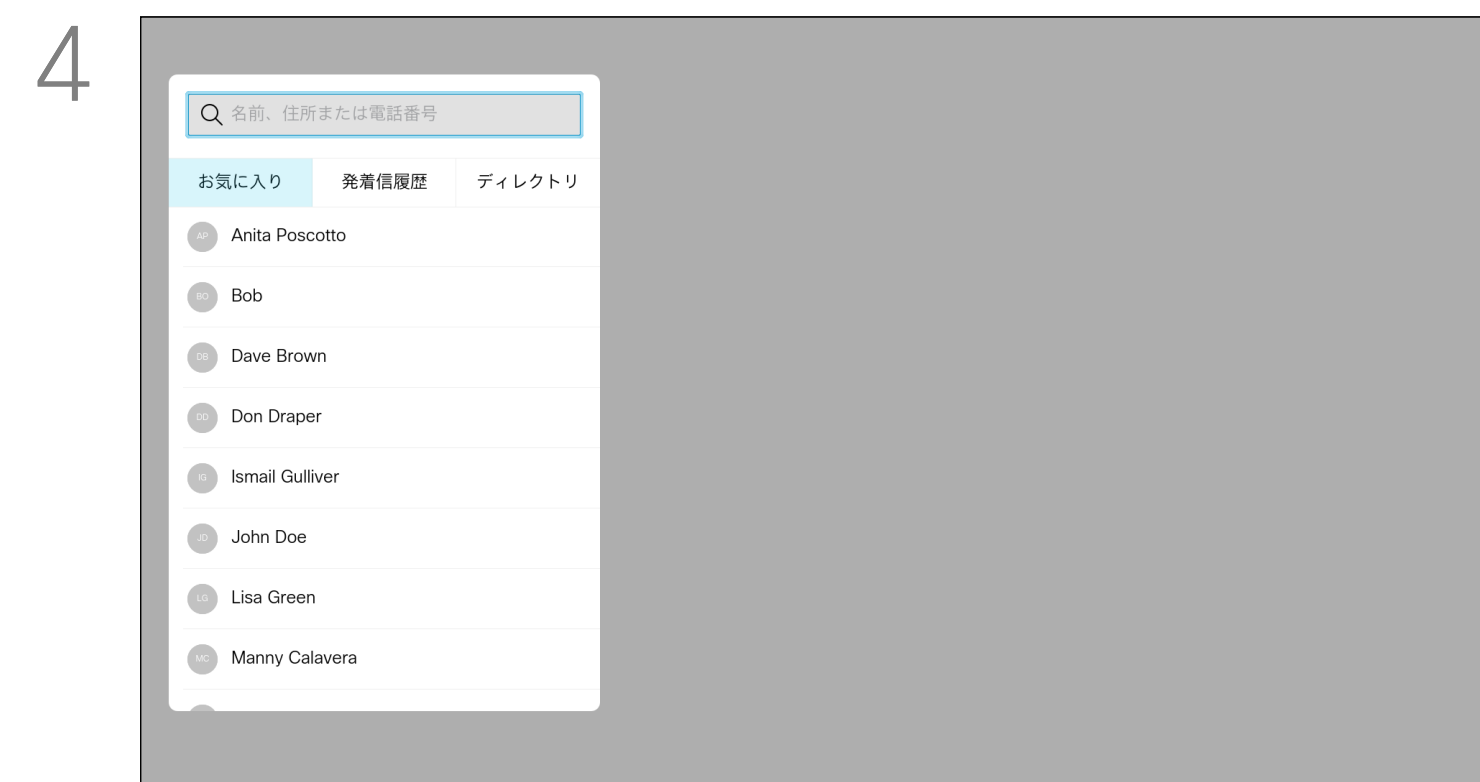 4
名前、住所または電話番号
お気に入り 発着信履歴 ディレクトリ
AP Anita Poscotto
BO Bob
DB Dave Brown
DD Don Draper
IG Ismail Gulliver
JD John Doe
LG Lisa Green
MC Manny Calavera